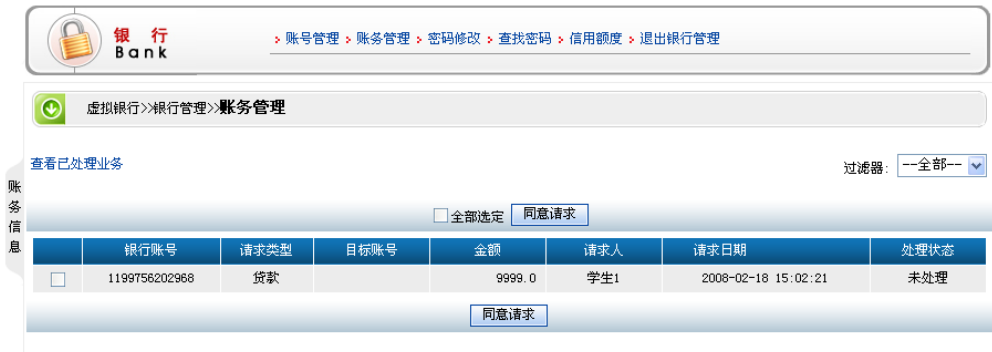 银 行
Bank
账号管理 账务管理 密码修改 查找密码 信用额度 退出银行管理
虚拟银行>>银行管理>>账务管理
查看已处理业务
过滤器: --全部--
账务信息
全部选定 同意请求
银行账号 请求类型 目标账号 金额 请求人 请求日期 处理状态
1199756202968 贷款 9999.0 学生1 2008-02-18 15:02:21 未处理
同意请求